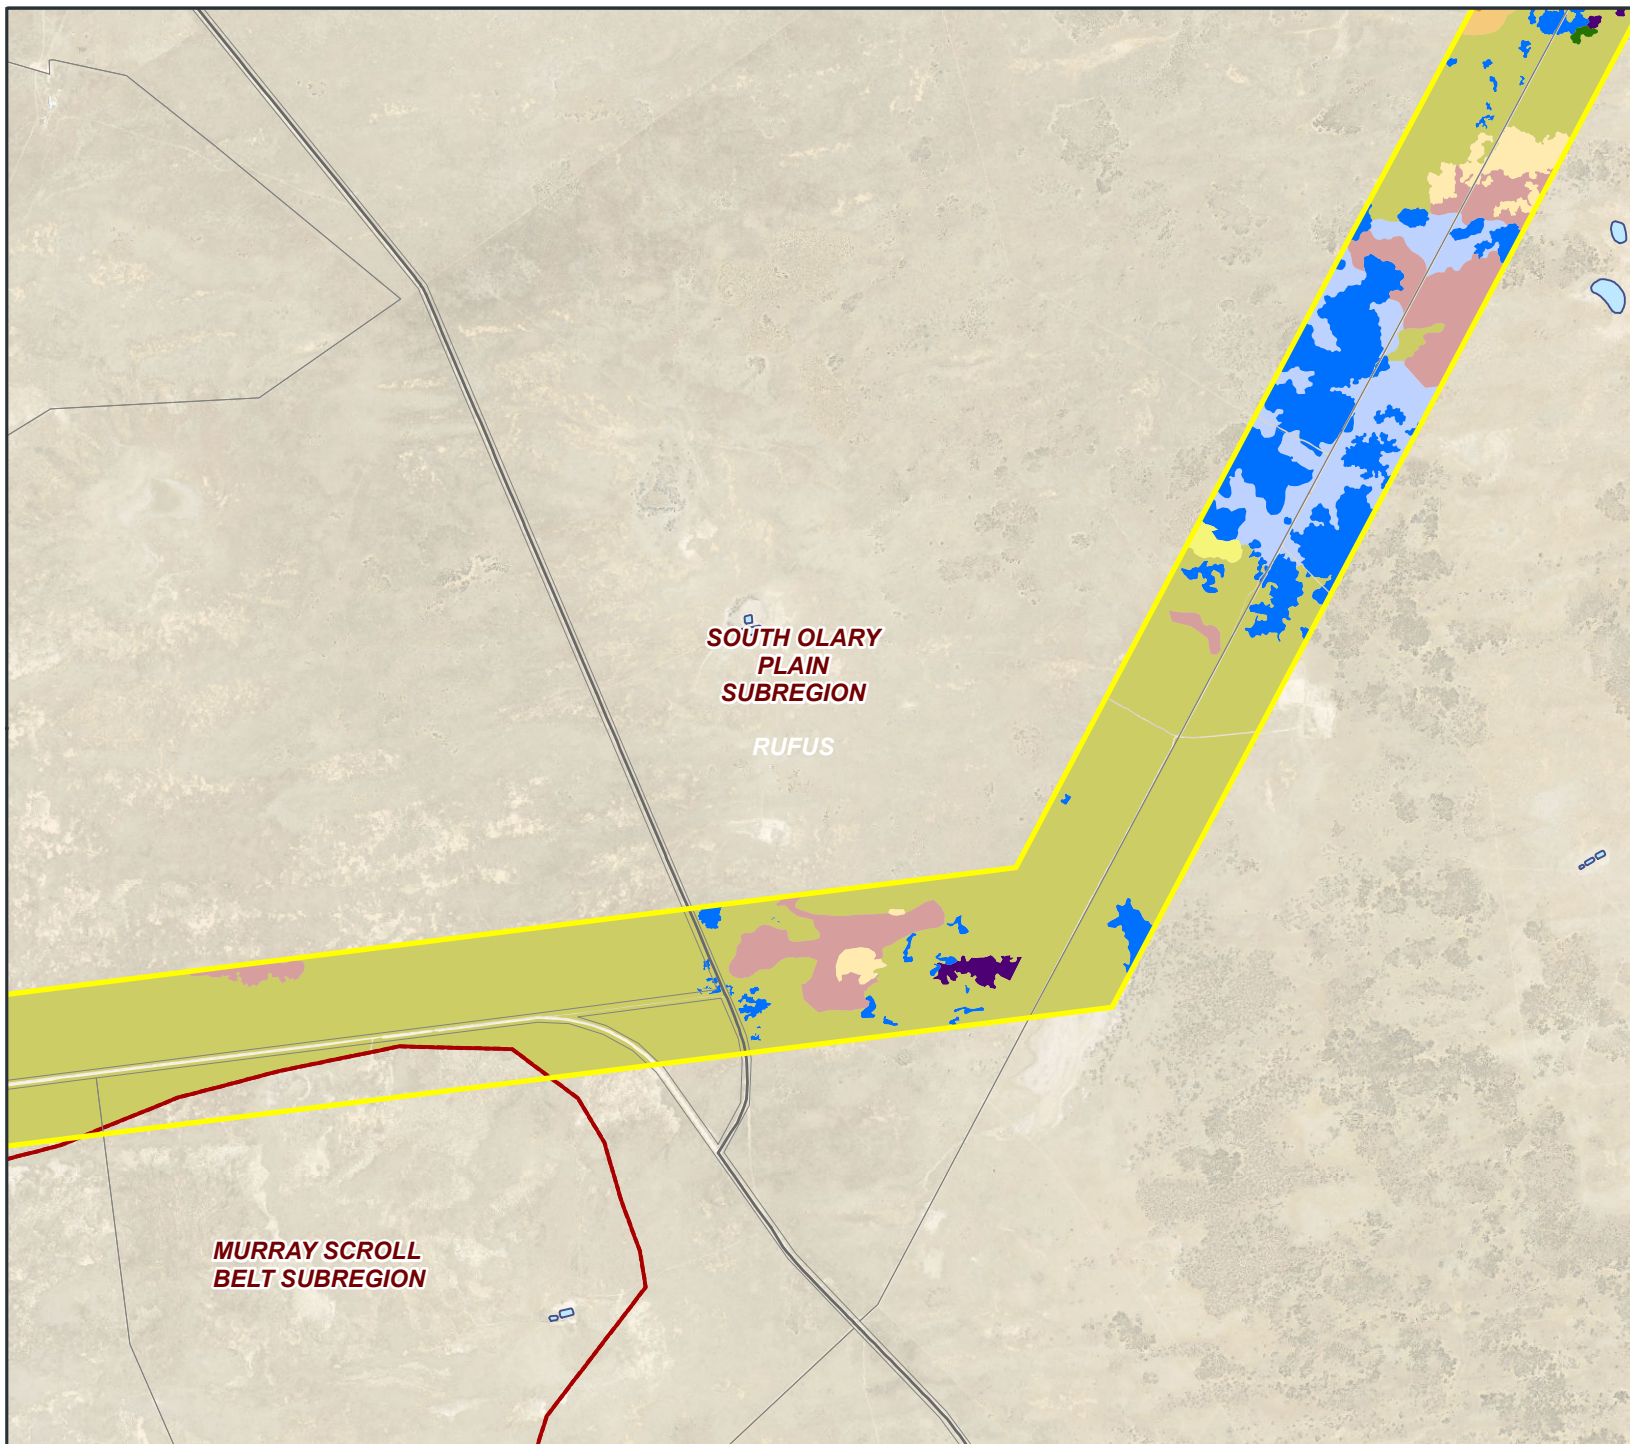 SOUTH OLARY
PLAIN
SUBREGION
RUFUS
MURRAY SCROLL
BELT SUBREGION